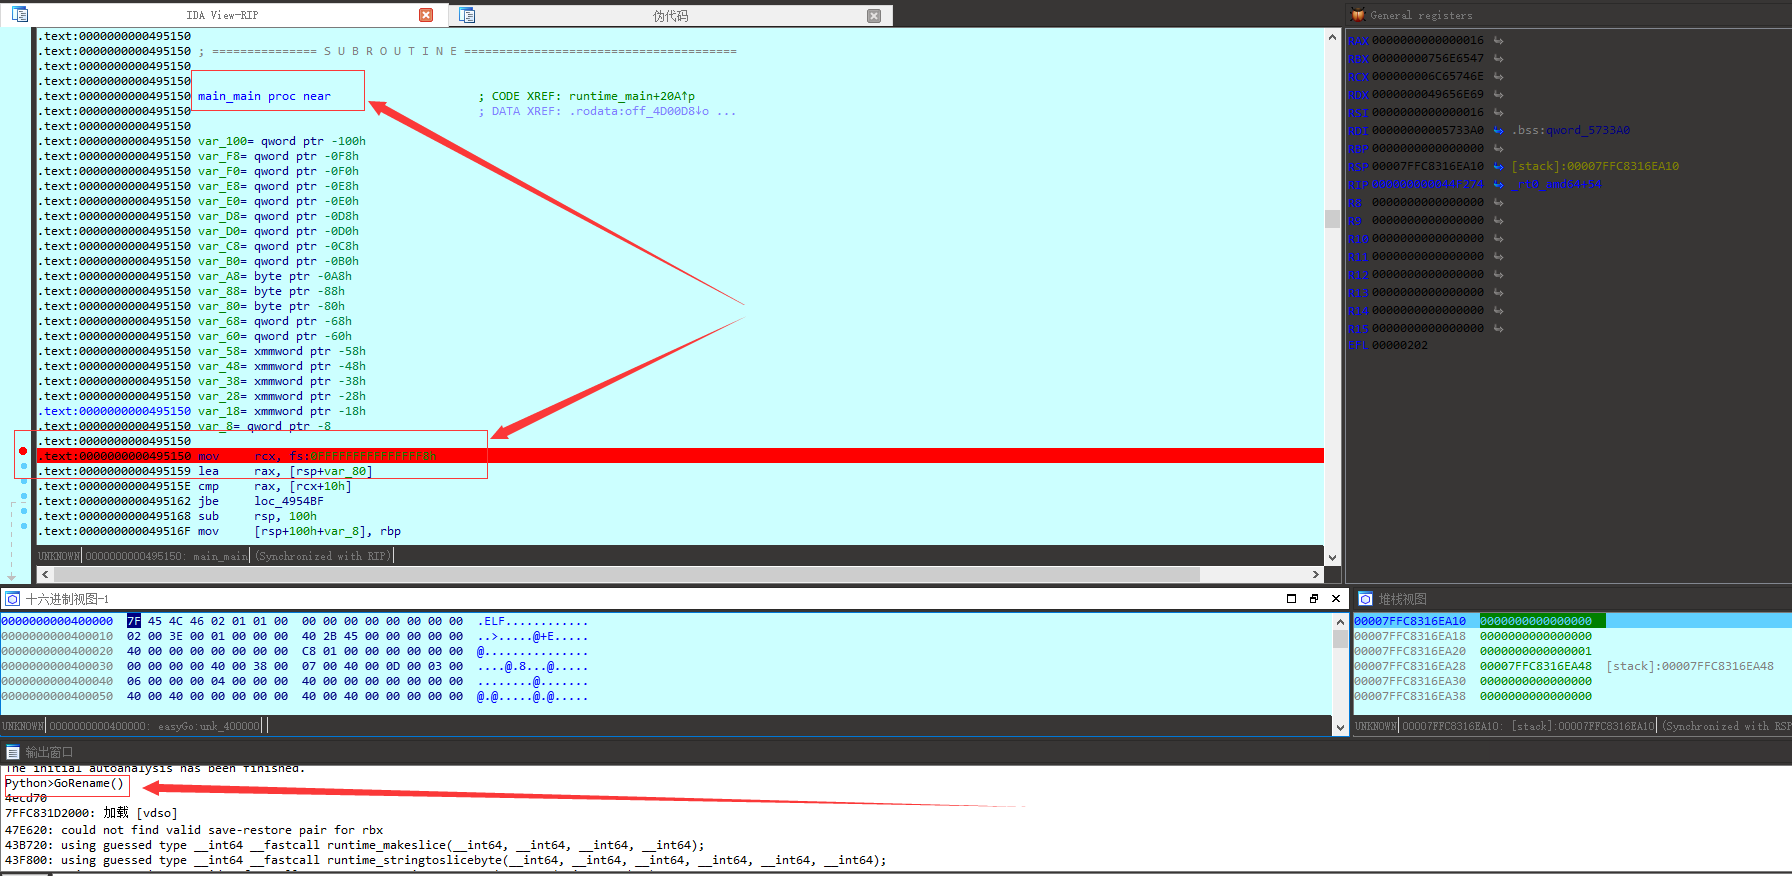 IDA View-RIP
伪代码
.text:0000000000495150
.text:0000000000495150 ; =============== S U B R O U T I N E =======================================
.text:0000000000495150
.text:0000000000495150
.text:0000000000495150 main_main proc near ; CODE XREF: runtime_main+20A↑p
.text:0000000000495150 ; DATA XREF: .rodata:off_4D00D8↓o ...
.text:0000000000495150
.text:0000000000495150 var_100= qword ptr -100h
.text:0000000000495150 var_F8= qword ptr -0F8h
.text:0000000000495150 var_F0= qword ptr -0F0h
.text:0000000000495150 var_E8= qword ptr -0E8h
.text:0000000000495150 var_E0= qword ptr -0E0h
.text:0000000000495150 var_D8= qword ptr -0D8h
.text:0000000000495150 var_D0= qword ptr -0D0h
.text:0000000000495150 var_C8= qword ptr -0C8h
.text:0000000000495150 var_B0= qword ptr -0B0h
.text:0000000000495150 var_A8= byte ptr -0A8h
.text:0000000000495150 var_88= byte ptr -88h
.text:0000000000495150 var_80= byte ptr -80h
.text:0000000000495150 var_68= qword ptr -68h
.text:0000000000495150 var_60= qword ptr -60h
.text:0000000000495150 var_58= xmmword ptr -58h
.text:0000000000495150 var_48= xmmword ptr -48h
.text:0000000000495150 var_38= xmmword ptr -38h
.text:0000000000495150 var_28= xmmword ptr -28h
.text:0000000000495150 var_18= xmmword ptr -18h
.text:0000000000495150 var_8= qword ptr -8
.text:0000000000495150
.text:0000000000495150 mov rcx, fs:0FFFFFFFFFFFFFFF8h
.text:0000000000495159 lea rax, [rsp+var_80]
.text:000000000049515E cmp rax, [rcx+10h]
.text:0000000000495162 jbe loc_4954BF
.text:0000000000495168 sub rsp, 100h
.text:000000000049516F mov [rsp+100h+var_8], rbp
UNKNOWN 0000000000495150: main_main (Synchronized with RIP)
General registers
RAX 0000000000000016
RBX 00000000756E6547
RCX 000000006C65746E
RDX 0000000049656E69
RSI 0000000000000016
RDI 00000000005733A0 .bss:qword_5733A0
RBP 0000000000000000
RSP 00007FFC8316EA10 [stack]:00007FFC8316EA10
RIP 000000000044F274 _rt0_amd64+54
R8 0000000000000000
R9 0000000000000000
R10 0000000000000000
R11 0000000000000000
R12 0000000000000000
R13 0000000000000000
R14 0000000000000000
R15 0000000000000000
EFL 00000202
十六进制视图-1
0000000000400000 7F 45 4C 46 02 01 01 00 00 00 00 00 00 00 00 00 .ELF............
0000000000400010 02 00 3E 00 01 00 00 00 40 2B 45 00 00 00 00 00 ..>.....@+E.....
0000000000400020 40 00 00 00 00 00 00 00 C8 01 00 00 00 00 00 00 @...............
0000000000400030 00 00 00 00 40 00 38 00 07 00 40 00 0D 00 03 00 ....@.8...@.....
0000000000400040 06 00 00 00 04 00 00 00 40 00 00 00 00 00 00 00 ........@.......
0000000000400050 40 00 40 00 00 00 00 00 40 00 40 00 00 00 00 00 @.@.....@.@.....
UNKNOWN 0000000000400000: easyGo:unk_400000
堆栈视图
00007FFC8316EA10 0000000000000000
00007FFC8316EA18 0000000000000000
00007FFC8316EA20 0000000000000001
00007FFC8316EA28 00007FFC8316EA48 [stack]:00007FFC8316EA48
00007FFC8316EA30 0000000000000000
00007FFC8316EA38 0000000000000000
UNKNOWN 00007FFC8316EA10: [stack]:00007FFC8316EA10 (Synchronized with RSP
输出窗口
The initial autoanalysis has been finished.
Python>GoRename()
4ecd70
7FFC831D2000: 加载 [vdso]
47E620: could not find valid save-restore pair for rbx
43B720: using guessed type __int64 __fastcall runtime_makeslice(__int64, __int64, __int64, __int64);
43F800: using guessed type __int64 __fastcall runtime_stringtoslicebyte(__int64, __int64, __int64, __int64, __int64, __int64);